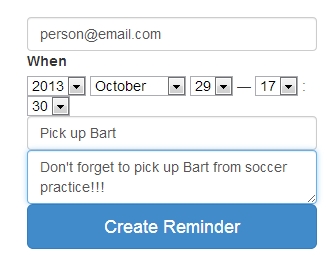 person@email.com
When
2013 October 29 — 17 :
30
Pick up Bart
Don't forget to pick up Bart from soccer
practice!!!
Create Reminder